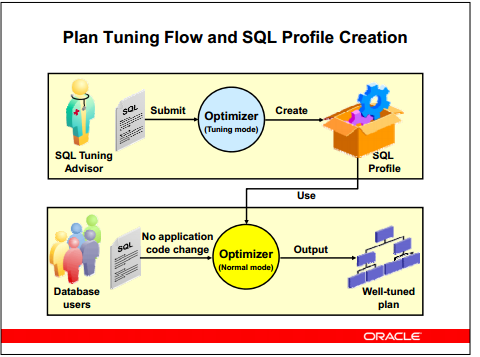 Plan Tuning Flow and SQL Profile Creation
SQL
Submit
Optimizer
(Tuning mode)
Create
SQL Tuning
Advisor
SQL
Profile
Use
SQL
No application
code change
Optimizer
(Normal mode)
Output
Database
users
Well-tuned
plan
ORACLE